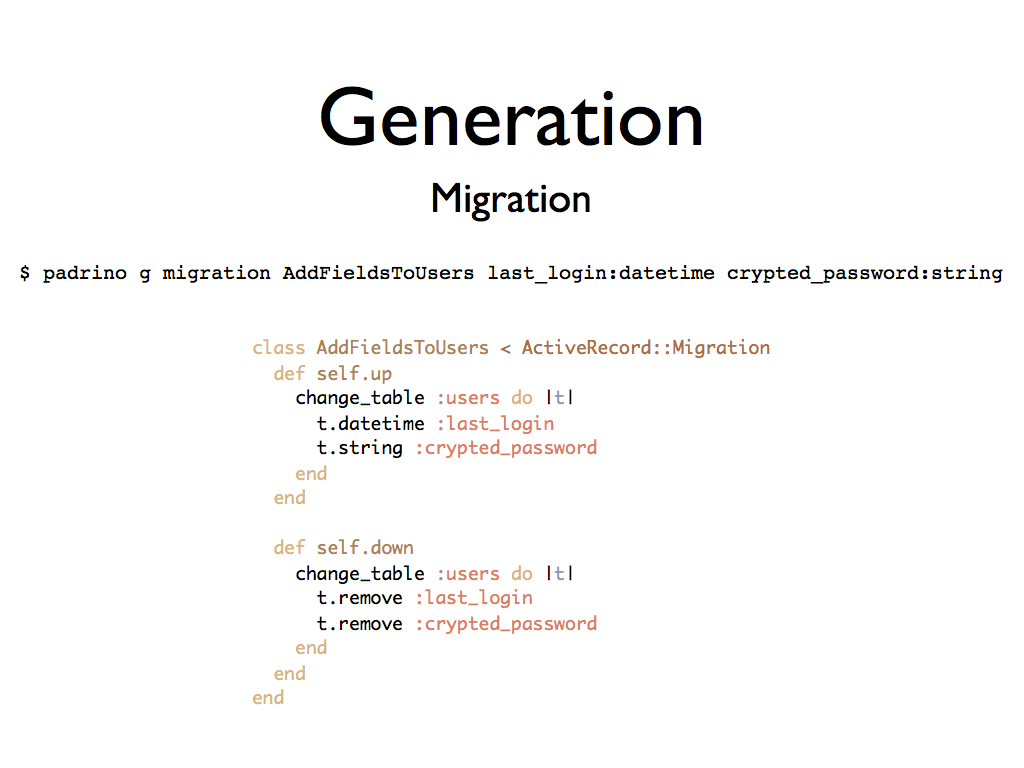 Generation
Migration
$ padrino g migration AddFieldsToUsers last_login:datetime crypted_password:string
class AddFieldsToUsers < ActiveRecord::Migration
  def self.up
    change_table :users do |t|
      t.datetime :last_login
      t.string :crypted_password
    end
  end
  def self.down
    change_table :users do |t|
      t.remove :last_login
      t.remove :crypted_password
    end
  end
end